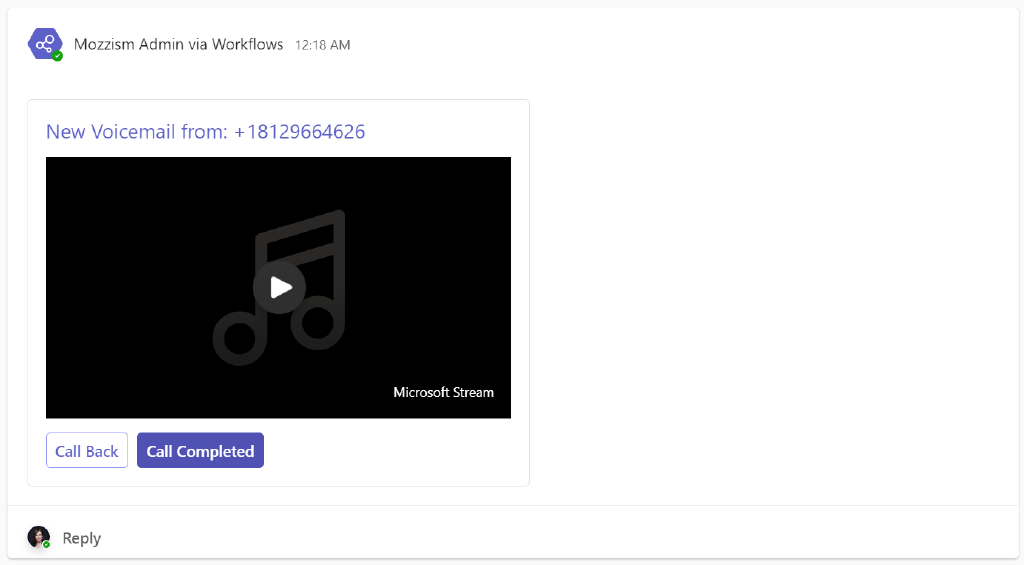 Mozzism Admin via Workflows 12:18 AM
New Voicemail from: +18129664626
Microsoft Stream
Call Back Call Completed
Reply